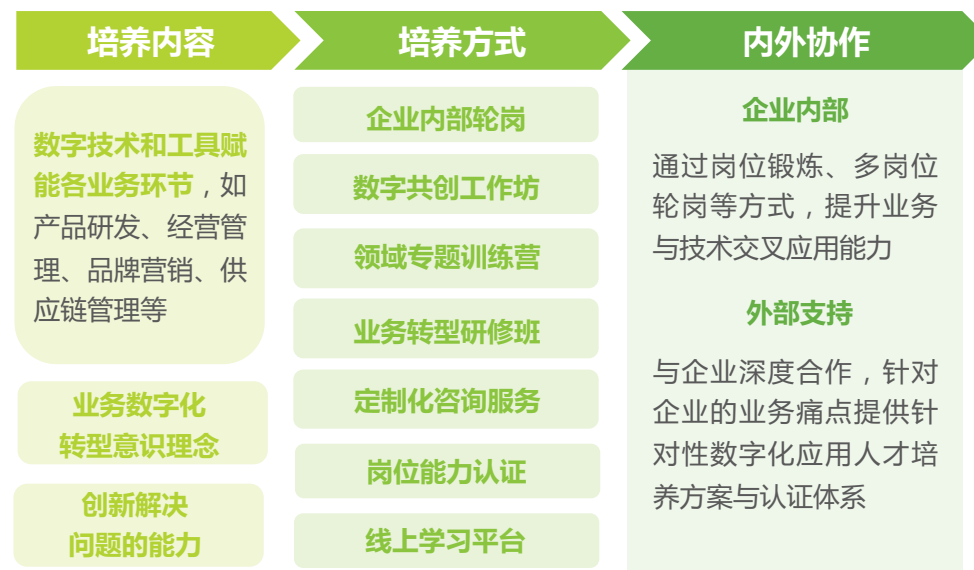 培养内容
数字技术和工具赋
能各业务环节，如
产品研发、经营管
理、品牌营销、供
应链管理等
业务数字化
转型意识理念
创新解决
问题的能力
培养方式
企业内部轮岗
数字共创工作坊
领域专题训练营
业务转型研修班
定制化咨询服务
岗位能力认证
线上学习平台
内外协作
企业内部
通过岗位锻炼、多岗位
轮岗等方式，提升业务
与技术交叉应用能力
外部支持
与企业深度合作，针对
企业的业务痛点提供针
对性数字化应用人才培
养方案与认证体系